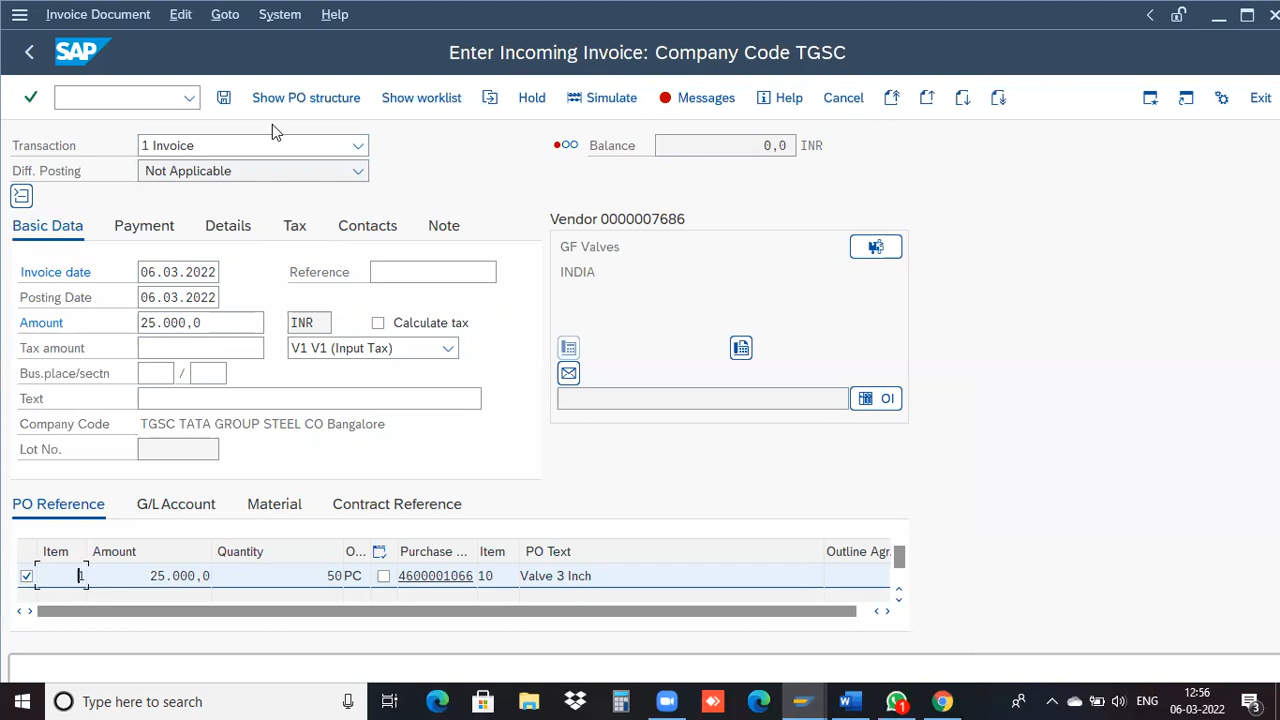 Invoice Document Edit Goto System Help
SAP Enter Incoming Invoice: Company Code TGSC
Show PO structure Show worklist Hold Simulate Messages Help Cancel Exit
Transaction 1 Invoice Balance 0,0 INR
Diff. Posting Not Applicable
Basic Data Payment Details Tax Contacts Note
Vendor 0000007686
GF Valves
INDIA
Invoice date 06.03.2022 Reference
Posting Date 06.03.2022
Amount 25.000,0 INR Calculate tax
Tax amount V1 V1 (Input Tax)
Bus.place/sectn /
Text
OI
Company Code TGSC TATA GROUP STEEL CO Bangalore
Lot No.
PO Reference G/L Account Material Contract Reference
Item Amount Quantity O... Purchase ... Item PO Text Outline Agr.
1 25.000,0 50 PC 4600001066 10 Valve 3 Inch
Type here to search
1
ENG
12:56
06-03-2022
3